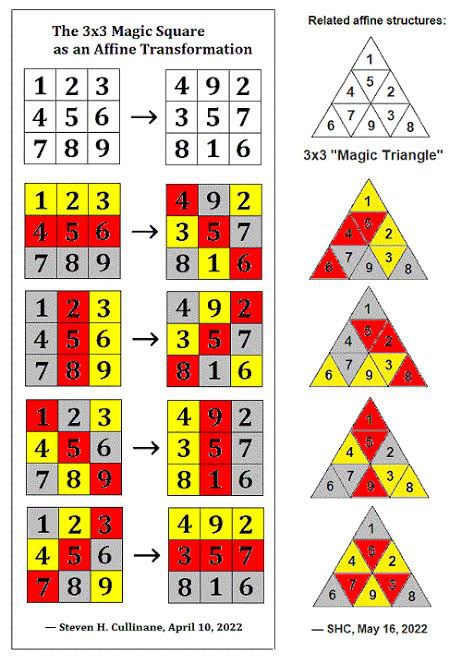 The 3x3 Magic Square
as an Affine Transformation
1 2 3 4 9 2
4 5 6 → 3 5 7
7 8 9 8 1 6
1 2 3 4 9 2
4 5 6 → 3 5 7
7 8 9 8 1 6
1 2 3 4 9 2
4 5 6 → 3 5 7
7 8 9 8 1 6
1 2 3 4 9 2
4 5 6 → 3 5 7
7 8 9 8 1 6
1 2 3 4 9 2
4 5 6 → 3 5 7
7 8 9 8 1 6
— Steven H. Cullinane, April 10, 2022
Related affine structures:
1
4 5 2
7 9 3 8
3x3 "Magic Triangle"
1
4 5 2
6 7 9 3 8
1
4 5 2
6 7 9 3 8
1
4 5 2
6 7 9 3 8
1
4 5 2
6 7 9 3 8
— SHC, May 16, 2022